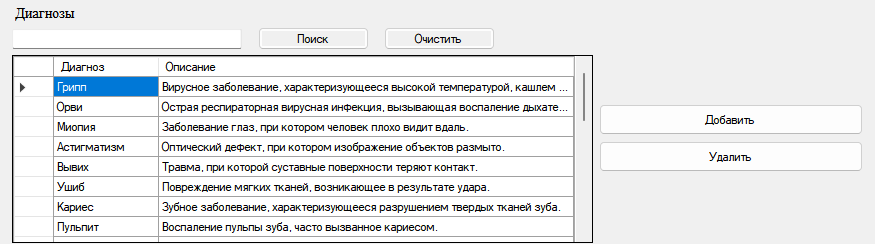 Диагнозы
Поиск Очистить
Диагноз Описание
Грипп Вирусное заболевание, характеризующееся высокой температурой, кашлем ...
Орви Острая респираторная вирусная инфекция, вызывающая воспаление дыхате...
Миопия Заболевание глаз, при котором человек плохо видит вдаль.
Астигматизм Оптический дефект, при котором изображение объектов размыто.
Вывих Травма, при которой суставные поверхности теряют контакт.
Ушиб Повреждение мягких тканей, возникающее в результате удара.
Кариес Зубное заболевание, характеризующееся разрушением твердых тканей зуба.
Пульпит Воспаление пульпы зуба, часто вызванное кариесом.
Добавить
Удалить